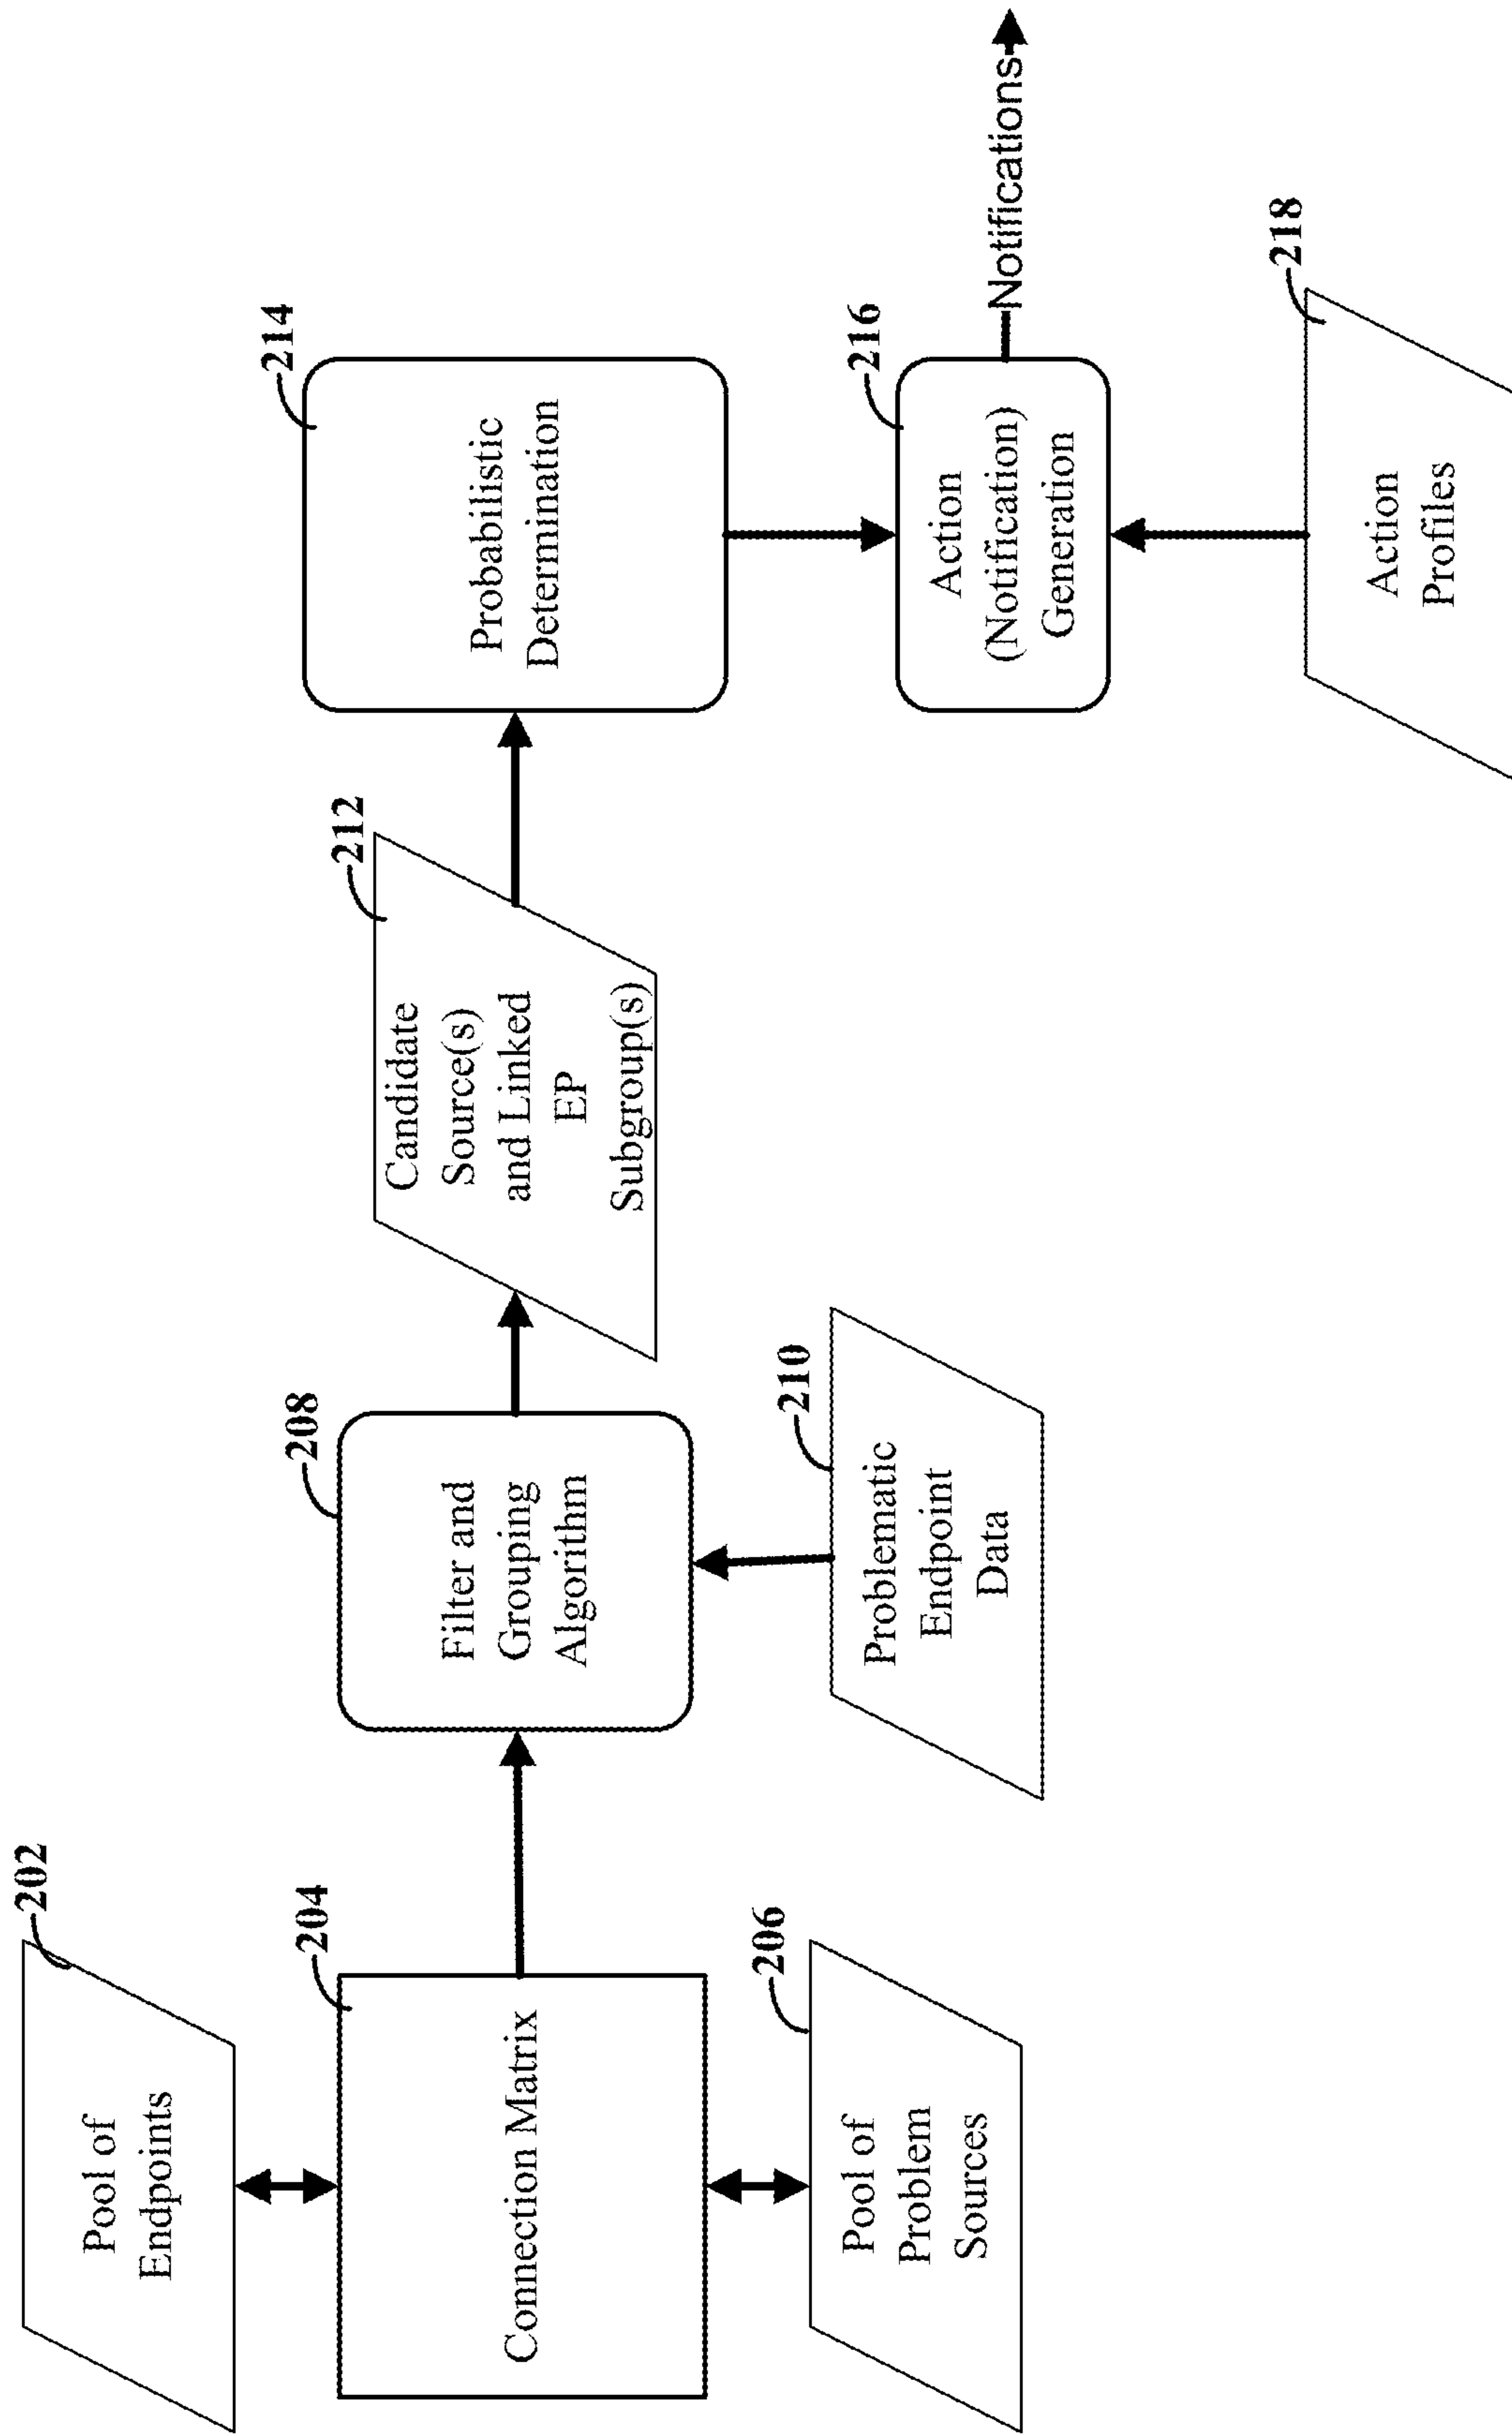 202
Pool of
Endpoints
204
Connection Matrix
206
Pool of
Problem
Sources
208
Filter and
Grouping
Algorithm
210
Problematic
Endpoint
Data
212
Candidate
Source(s)
and Linked
EP
Subgroup(s)
214
Probabilistic
Determination
216
Action
(Notification)
Generation
Notifications
218
Action
Profiles